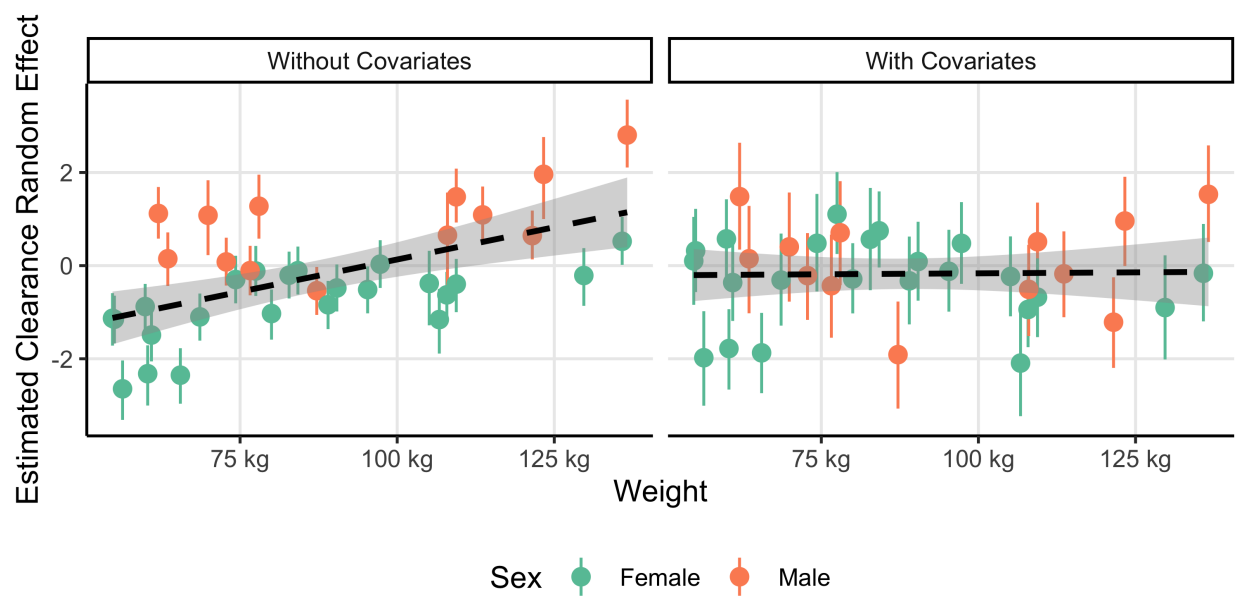 Estimated Clearance Random Effect
Without Covariates
With Covariates
2
0
-2
75 kg
100 kg
125 kg
75 kg
100 kg
125 kg
Weight
Sex
Female
Male